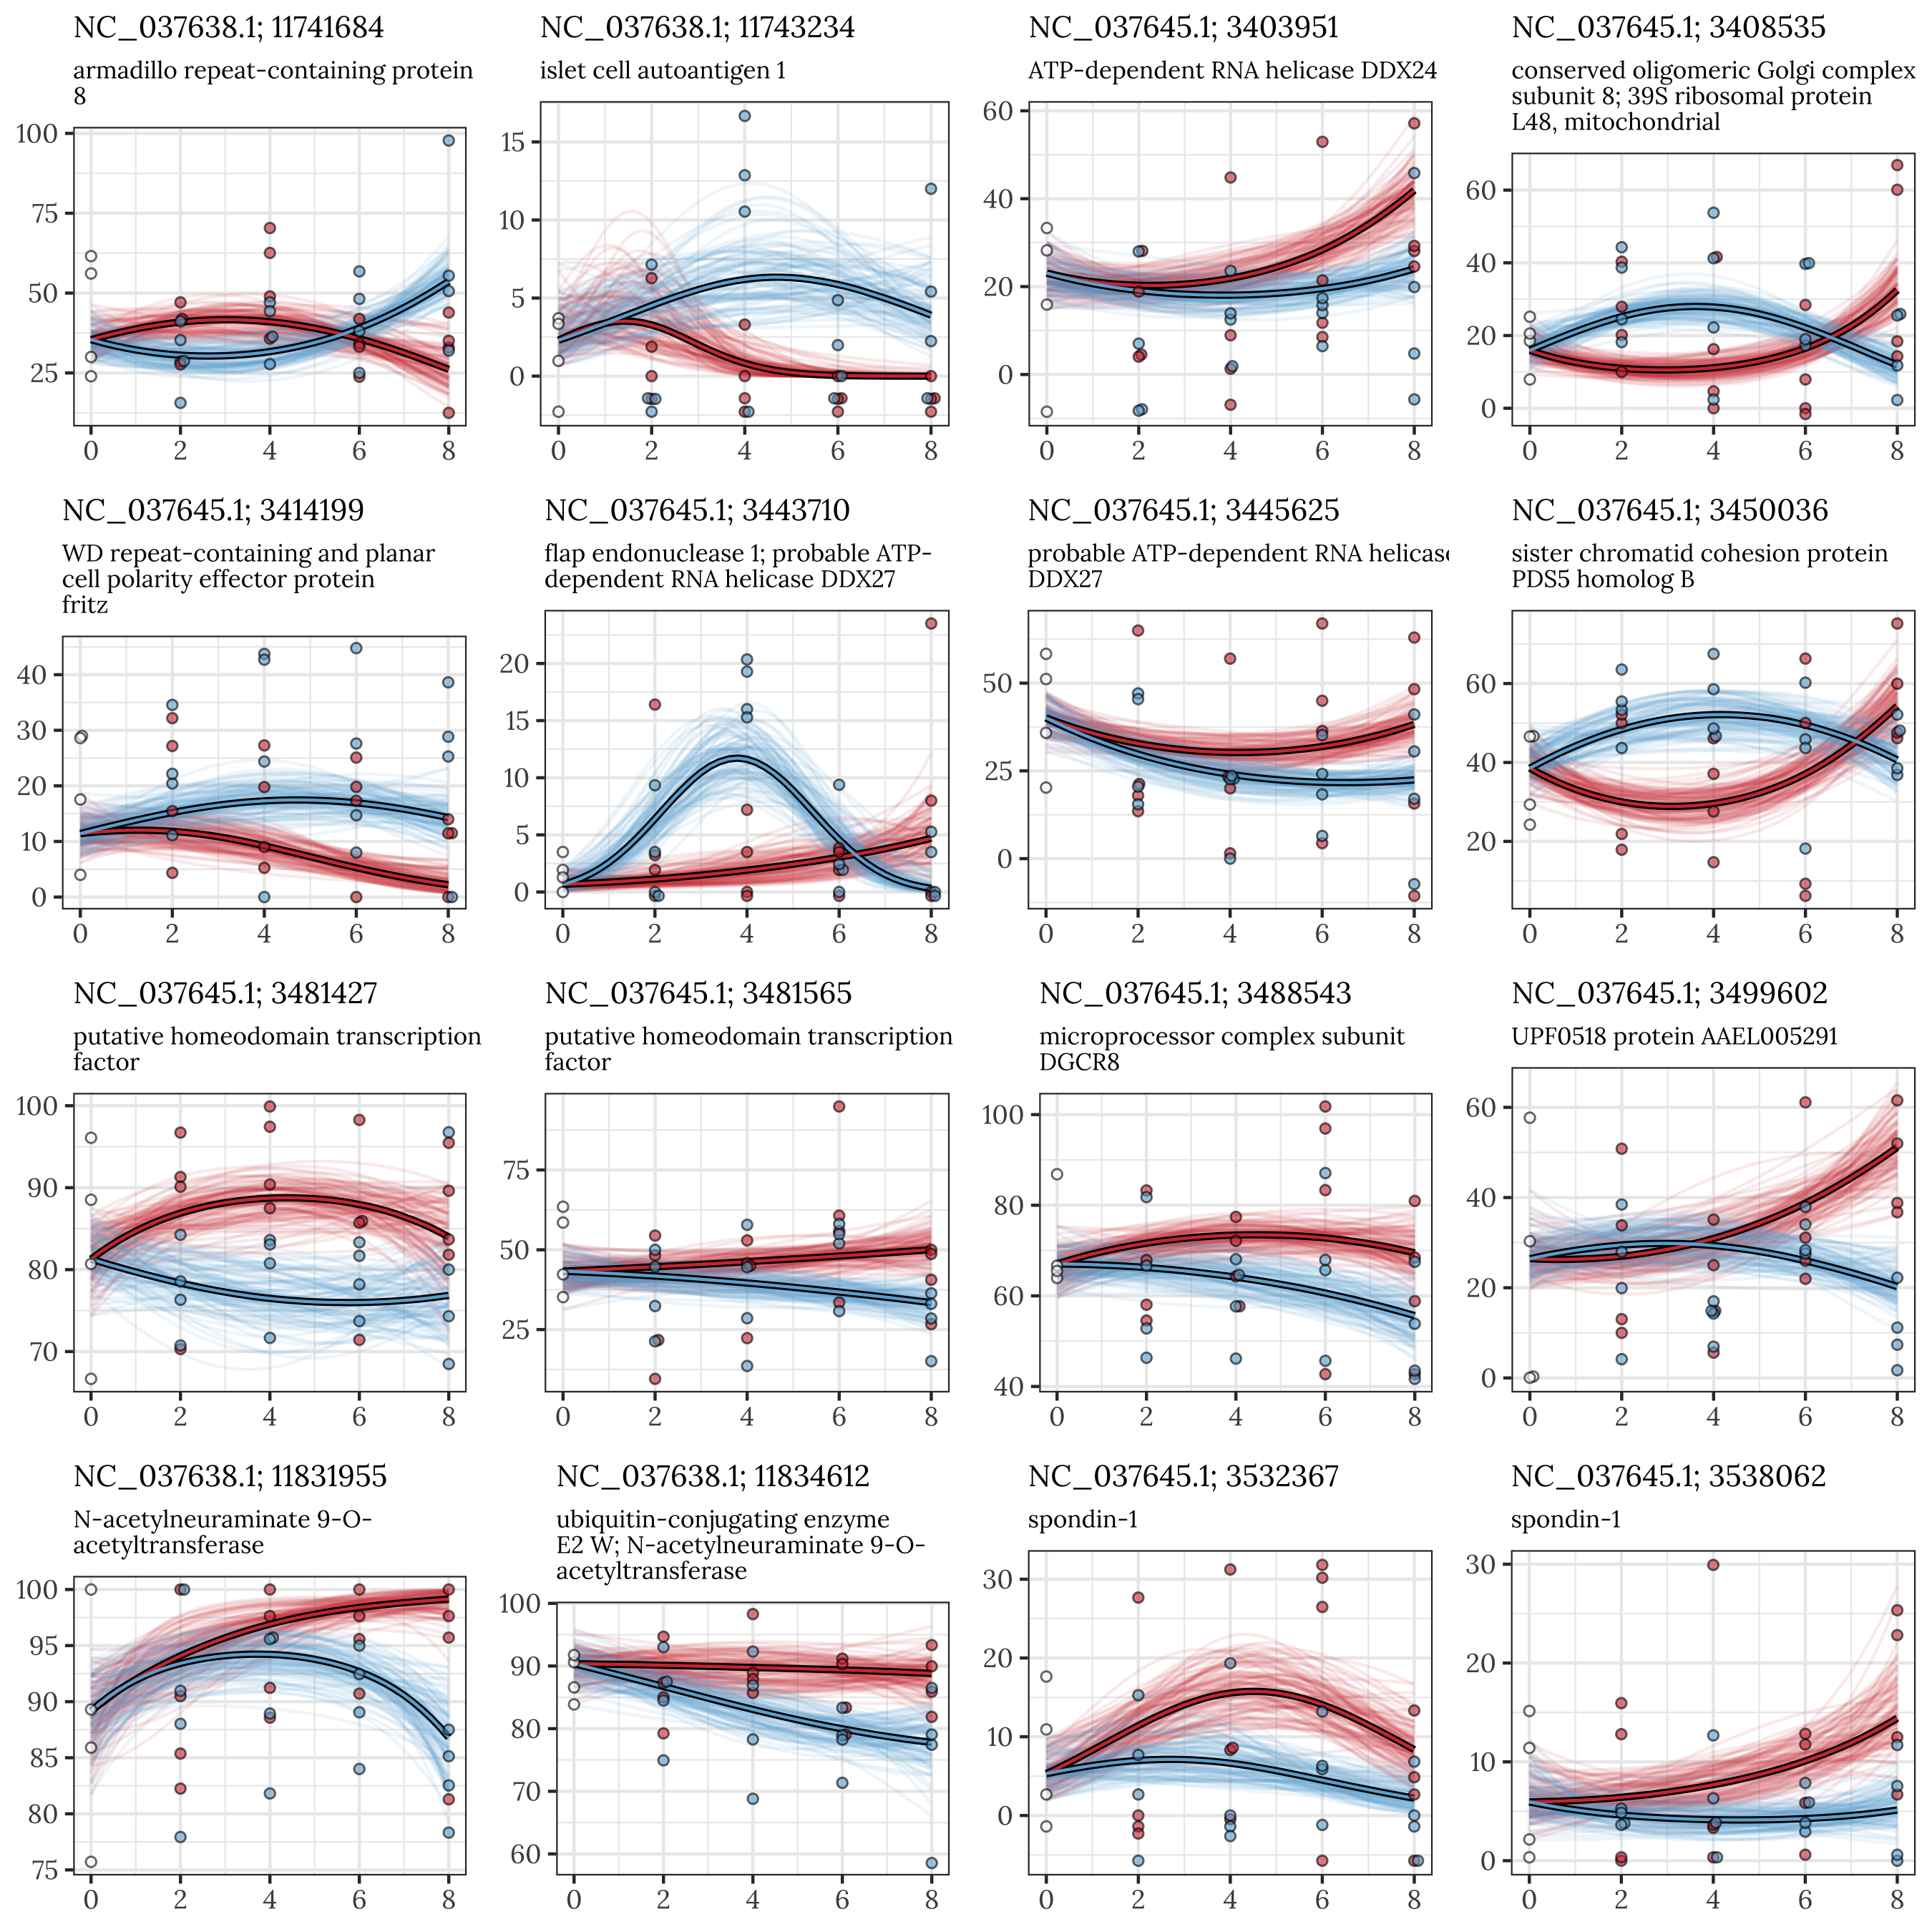 NC_037638.1; 11741684
armadillo repeat-containing protein
8
100
75
50
25
0 2 4 6 8
NC_037638.1; 11743234
islet cell autoantigen 1
15
10
5
0
0 2 4 6 8
NC_037645.1; 3403951
ATP-dependent RNA helicase DDX24
60
40
20
0
0 2 4 6 8
NC_037645.1; 3408535
conserved oligomeric Golgi complex
subunit 8; 39S ribosomal protein
L48, mitochondrial
60
40
20
0
0 2 4 6 8
NC_037645.1; 3414199
WD repeat-containing and planar
cell polarity effector protein
fritz
40
30
20
10
0
0 2 4 6 8
NC_037645.1; 3443710
flap endonuclease 1; probable ATP-
dependent RNA helicase DDX27
20
15
10
5
0
0 2 4 6 8
NC_037645.1; 3445625
probable ATP-dependent RNA helicase
DDX27
50
25
0
0 2 4 6 8
NC_037645.1; 3450036
sister chromatid cohesion protein
PDS5 homolog B
60
40
20
0 2 4 6 8
NC_037645.1; 3481427
putative homeodomain transcription
factor
100
90
80
70
0 2 4 6 8
NC_037645.1; 3481565
putative homeodomain transcription
factor
75
50
25
0 2 4 6 8
NC_037645.1; 3488543
microprocessor complex subunit
DGCR8
100
80
60
40
0 2 4 6 8
NC_037645.1; 3499602
UPF0518 protein AAEL005291
60
40
20
0
0 2 4 6 8
NC_037638.1; 11831955
N-acetylneuraminate 9-O-
acetyltransferase
100
95
90
85
80
75
0 2 4 6 8
NC_037638.1; 11834612
ubiquitin-conjugating enzyme
E2 W; N-acetylneuraminate 9-O-
acetyltransferase
100
90
80
70
60
0 2 4 6 8
NC_037645.1; 3532367
spondin-1
30
20
10
0
0 2 4 6 8
NC_037645.1; 3538062
spondin-1
30
20
10
0
0 2 4 6 8